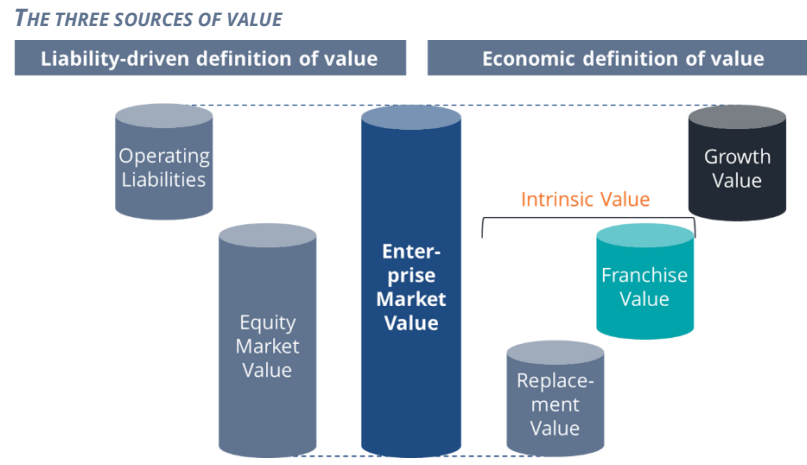 THE THREE SOURCES OF VALUE
Liability-driven definition of value
Economic definition of value
Operating
Liabilities
Equity
Market
Value
Enter-
prise
Market
Value
Intrinsic Value
Replace-
ment
Value
Franchise
Value
Growth
Value